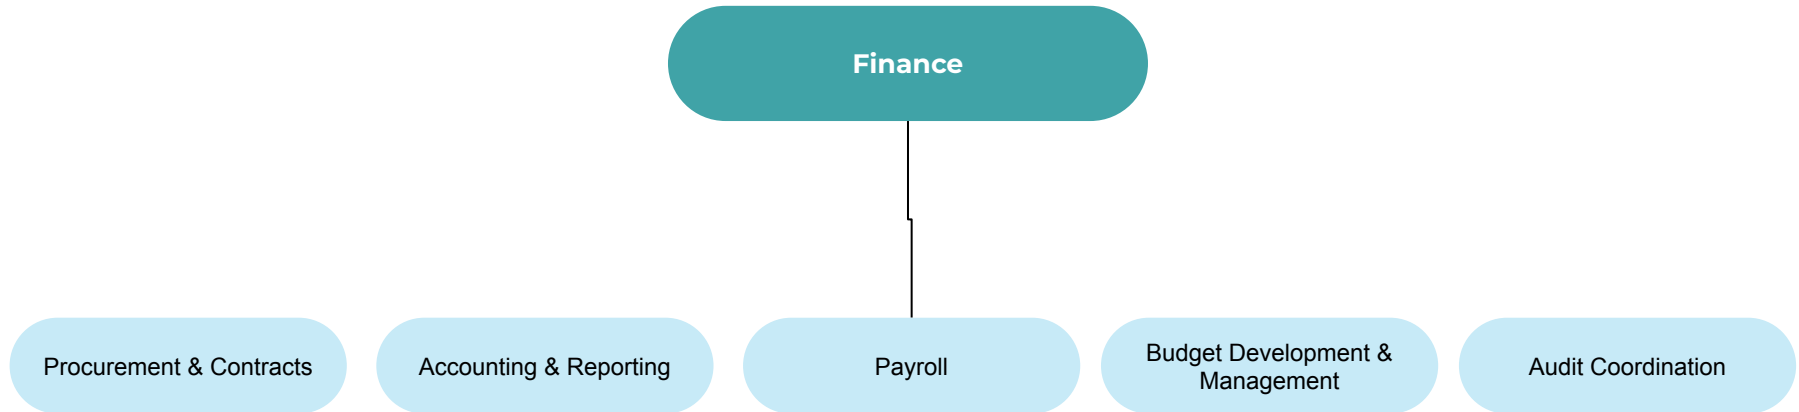 Finance
Procurement & Contracts
Accounting & Reporting
Payroll
Budget Development &
Management
Audit Coordination